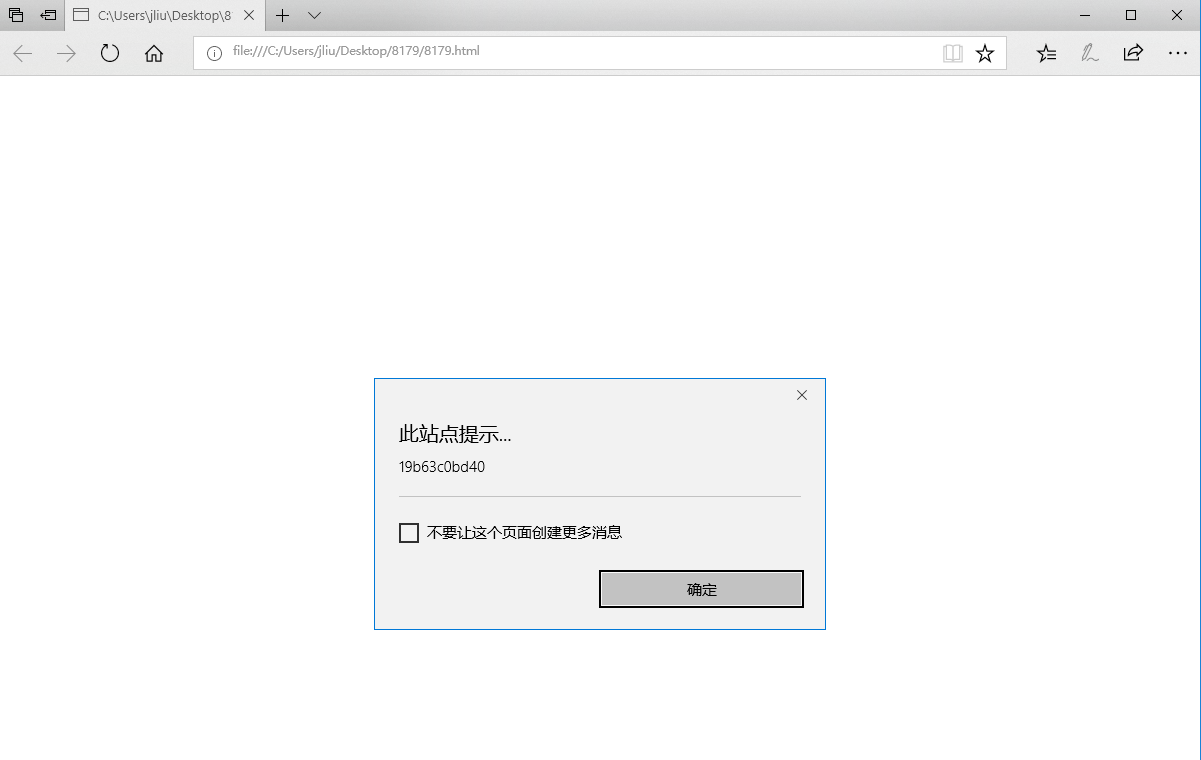 C:\Users\jliu\Desktop\8
file:///C:/Users/jliu/Desktop/8179/8179.html
此站点提示...
19b63c0bd40
不要让这个页面创建更多消息
确定